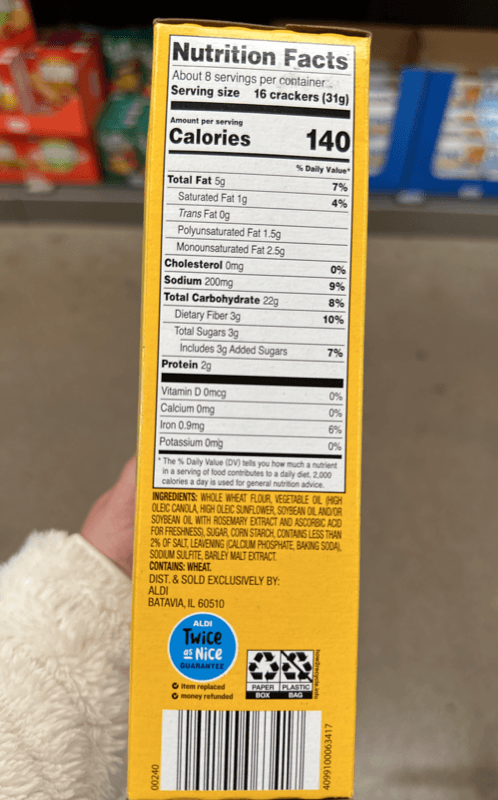 Nutrition Facts
About 8 servings per container
Serving size 16 crackers (31g)
Amount per serving
Calories 140
% Daily Value*
Total Fat 5g 7%
Saturated Fat 1g 4%
Trans Fat 0g
Polyunsaturated Fat 1.5g
Monounsaturated Fat 2.5g
Cholesterol 0mg 0%
Sodium 200mg 9%
Total Carbohydrate 22g 8%
Dietary Fiber 3g 10%
Total Sugars 3g
Includes 3g Added Sugars 7%
Protein 2g
Vitamin D 0mcg 0%
Calcium 0mg 0%
Iron 0.9mg 6%
Potassium 0mg 0%
* The % Daily Value (DV) tells you how much a nutrient
in a serving of food contributes to a daily diet. 2,000
calories a day is used for general nutrition advice.
INGREDIENTS: WHOLE WHEAT FLOUR, VEGETABLE OIL (HIGH
OLEIC CANOLA, HIGH OLEIC SUNFLOWER, SOYBEAN OIL AND/OR
SOYBEAN OIL WITH ROSEMARY EXTRACT AND ASCORBIC ACID
FOR FRESHNESS), SUGAR, CORN STARCH, CONTAINS LESS THAN
2% OF SALT, LEAVENING (CALCIUM PHOSPHATE, BAKING SODA),
SODIUM SULFITE, BARLEY MALT EXTRACT.
CONTAINS: WHEAT.
DIST. & SOLD EXCLUSIVELY BY:
ALDI
BATAVIA, IL 60510
ALDI
Twice
as Nice
GUARANTEE
item replaced
money refunded
PAPER PLASTIC
BOX BAG
how2recycle.info
00240
4099100063417